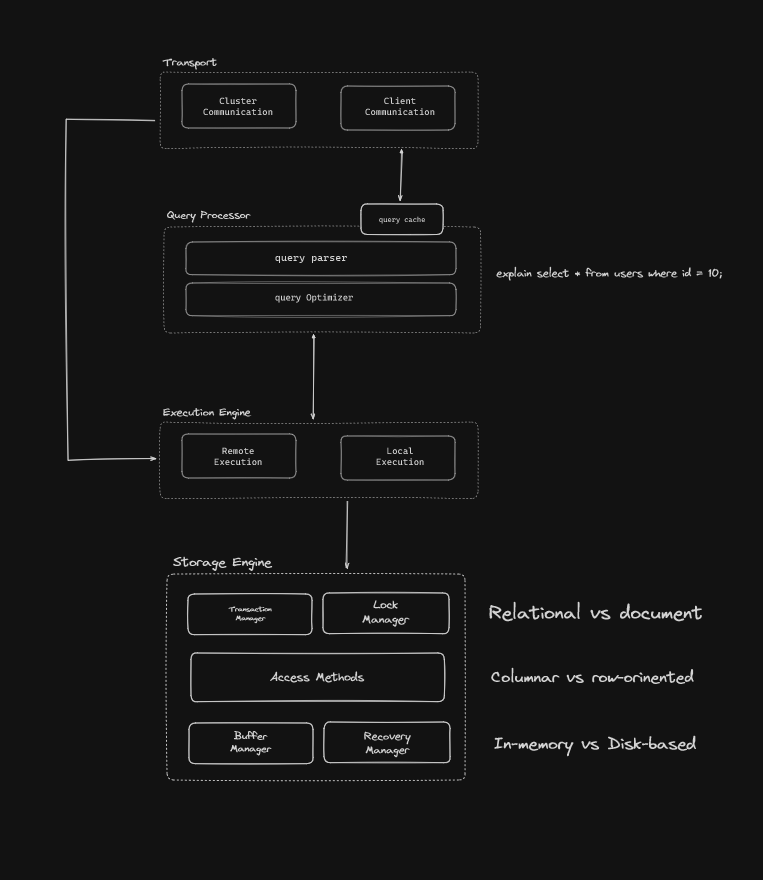 Transport
Cluster
Communication
Client
Communication
query cache
Query Processor
query parser
query Optimizer
explain select * from users where id = 10;
Execution Engine
Remote
Execution
Local
Execution
Storage Engine
Transaction
Manager
Lock
Manager
Relational vs document
Access Methods
Columnar vs row-orinented
Buffer
Manager
Recovery
Manager
In-memory vs Disk-based